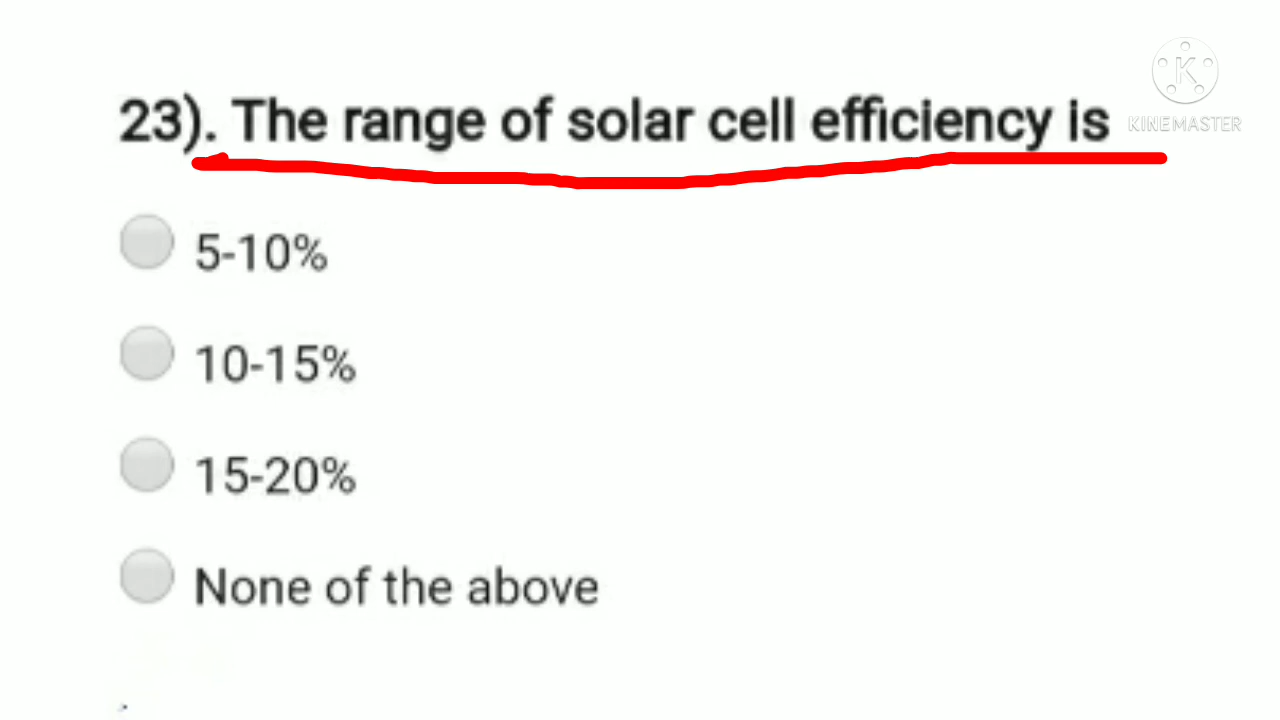 23). The range of solar cell efficiency is
KINEMASTER
5-10%
10-15%
15-20%
None of the above